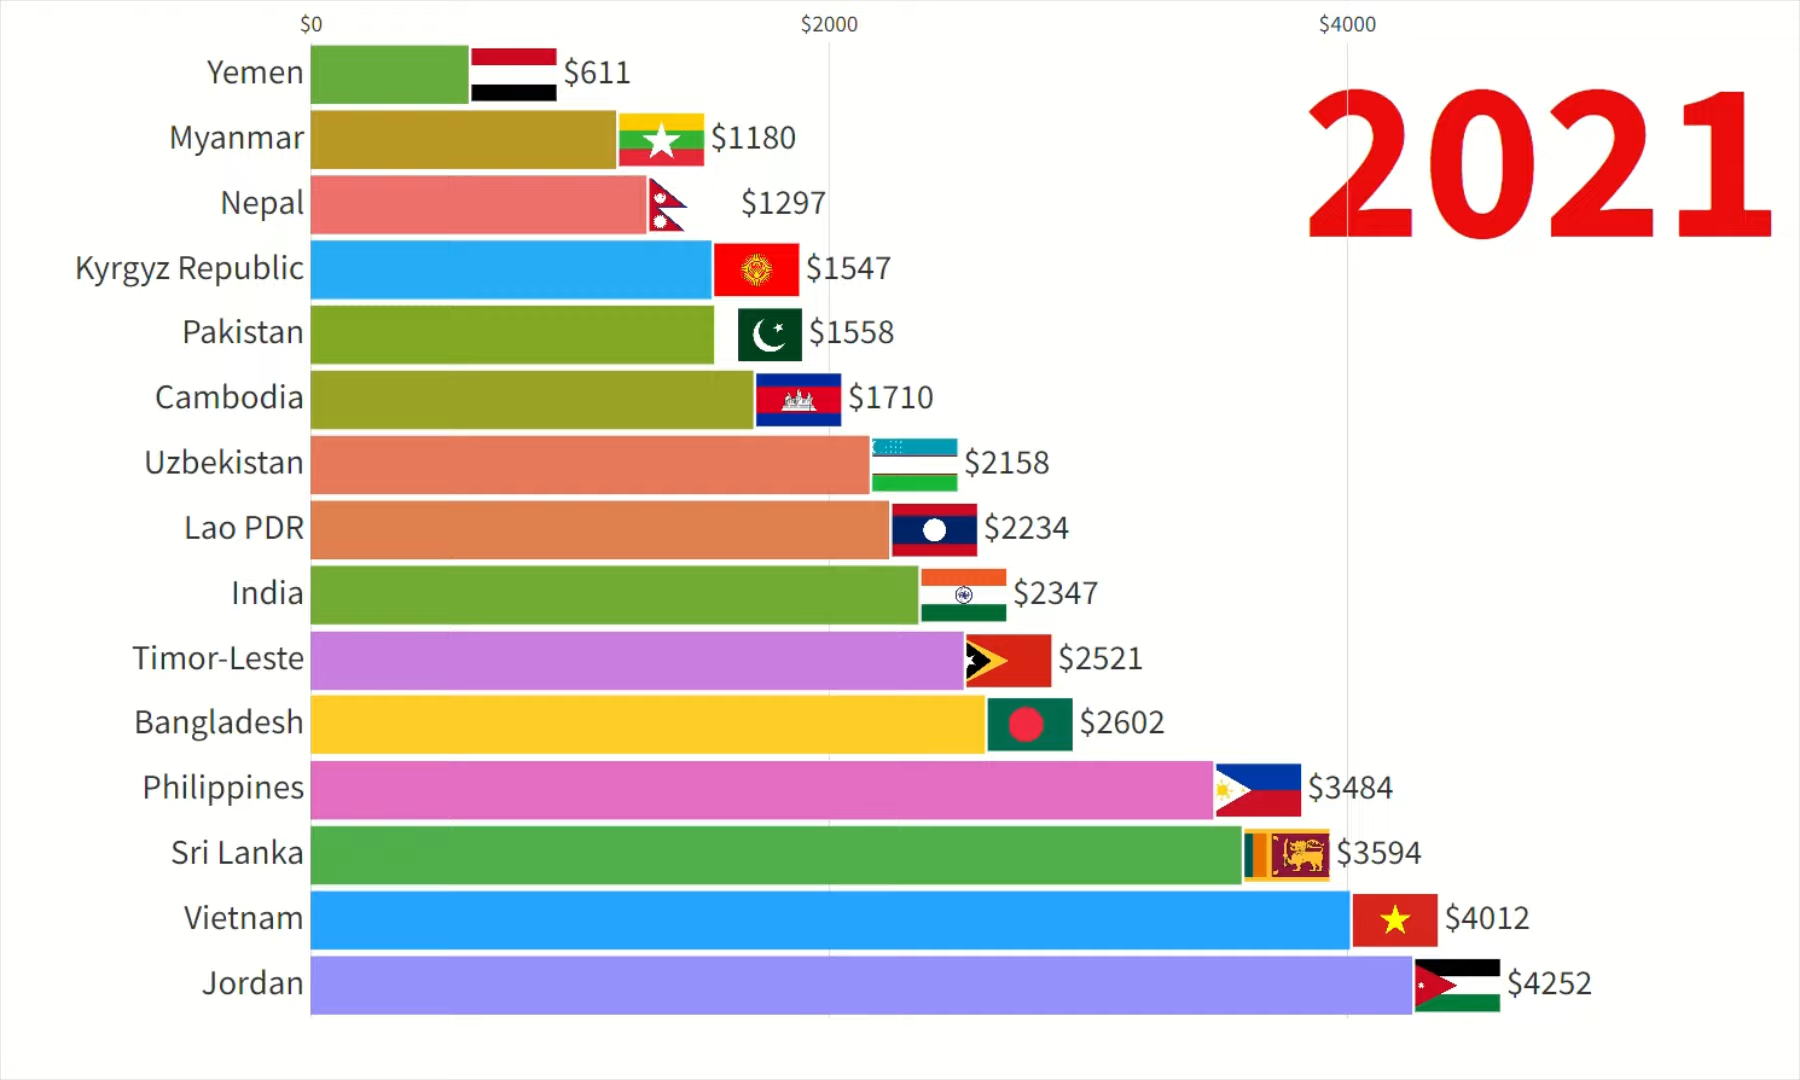 $0 $2000 $4000
2021
Yemen $611
Myanmar $1180
Nepal $1297
Kyrgyz Republic $1547
Pakistan $1558
Cambodia $1710
Uzbekistan $2158
Lao PDR $2234
India $2347
Timor-Leste $2521
Bangladesh $2602
Philippines $3484
Sri Lanka $3594
Vietnam $4012
Jordan $4252